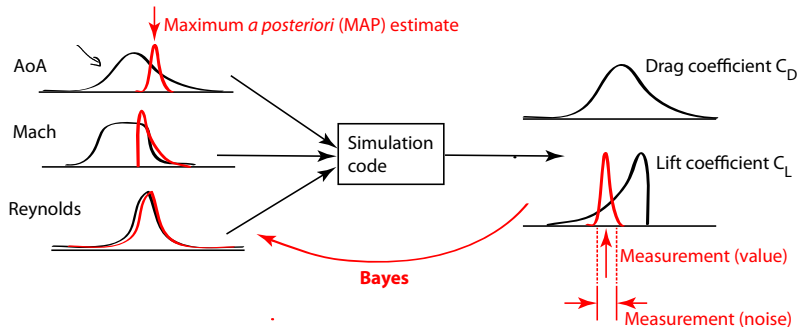 Maximum a posteriori (MAP) estimate
AoA
Mach
Reynolds
Simulation
code
Drag coefficient C_D
Lift coefficient C_L
Bayes
Measurement (value)
Measurement (noise)